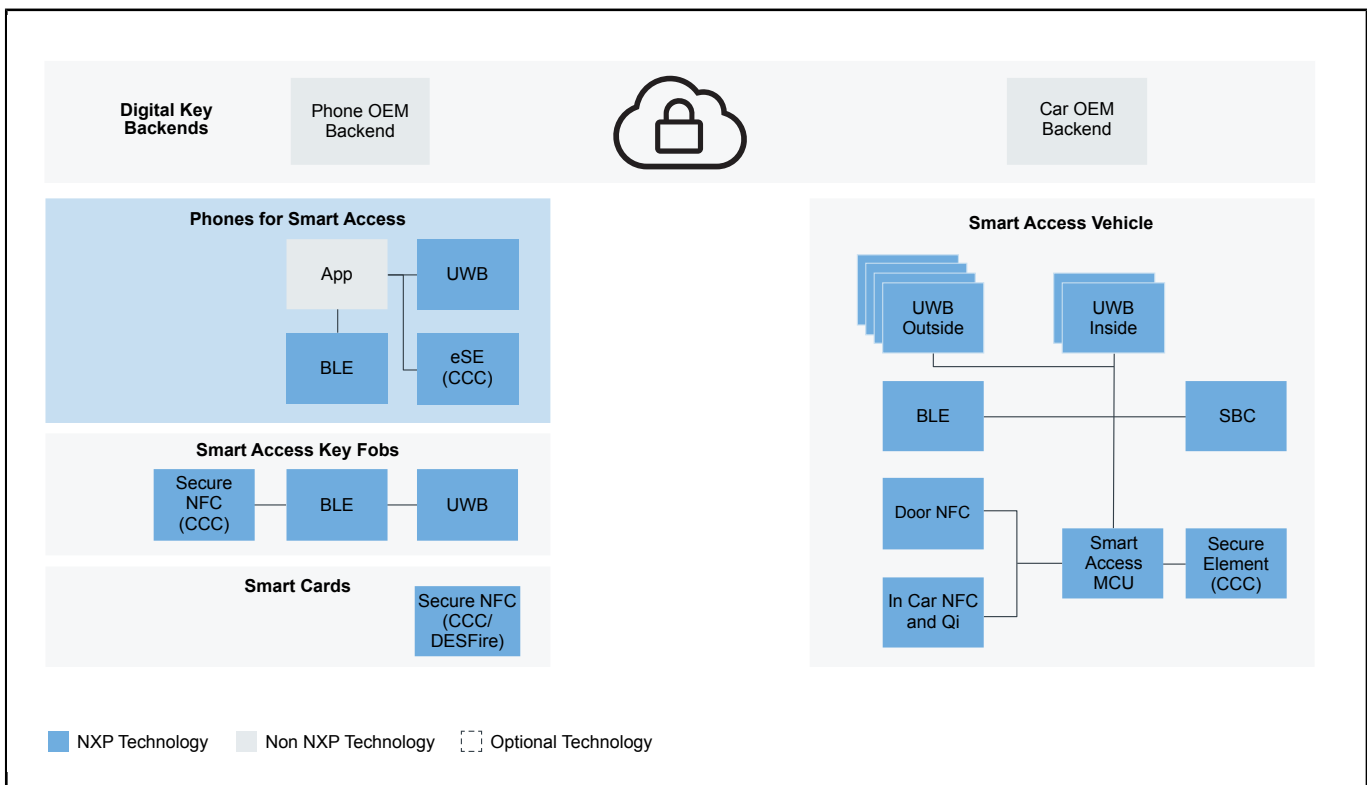 Digital Key
Backends
Phone OEM
Backend
Car OEM
Backend
Phones for Smart Access
App
UWB
BLE
eSE
(CCC)
Smart Access Key Fobs
Secure
NFC
(CCC)
BLE
UWB
Smart Cards
Secure NFC
(CCC/
DESFire)
Smart Access Vehicle
UWB
Outside
UWB
Inside
BLE
SBC
Door NFC
In Car NFC
and Qi
Smart
Access
MCU
Secure
Element
(CCC)
NXP Technology
Non NXP Technology
Optional Technology